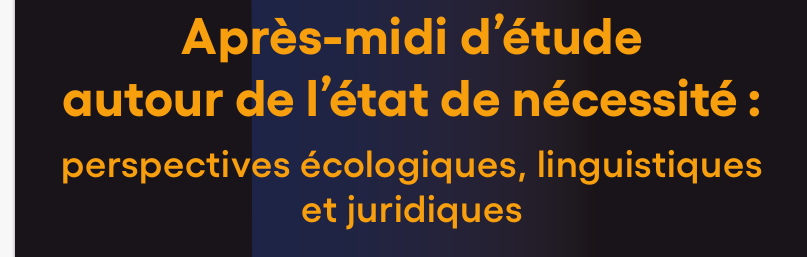 Après-midi d’étude
autour de l’état de nécessité :
perspectives écologiques, linguistiques
et juridiques